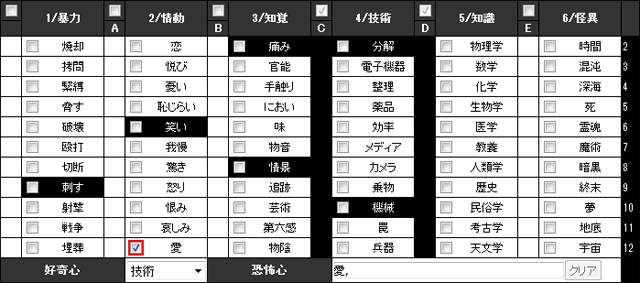 1/暴力 A 2/情動 B 3/知覚 C 4/技術 D 5/知識 E 6/怪異
焼却 恋 痛み 分解 物理学 時間 2
拷問 悦び 官能 電子機器 数学 混沌 3
緊縛 憂い 手触り 整理 化学 深海 4
脅す 恥じらい におい 薬品 生物学 死 5
破壊 笑い 味 効率 医学 霊魂 6
殴打 我慢 物音 メディア 教養 魔術 7
切断 驚き 情景 カメラ 人類学 暗黒 8
刺す 怒り 追跡 乗物 歴史 終末 9
射撃 恨み 芸術 機械 民俗学 夢 10
戦争 哀しみ 第六感 罠 考古学 地底 11
埋葬 愛 物陰 兵器 天文学 宇宙 12
好奇心 技術 恐怖心 愛, クリア